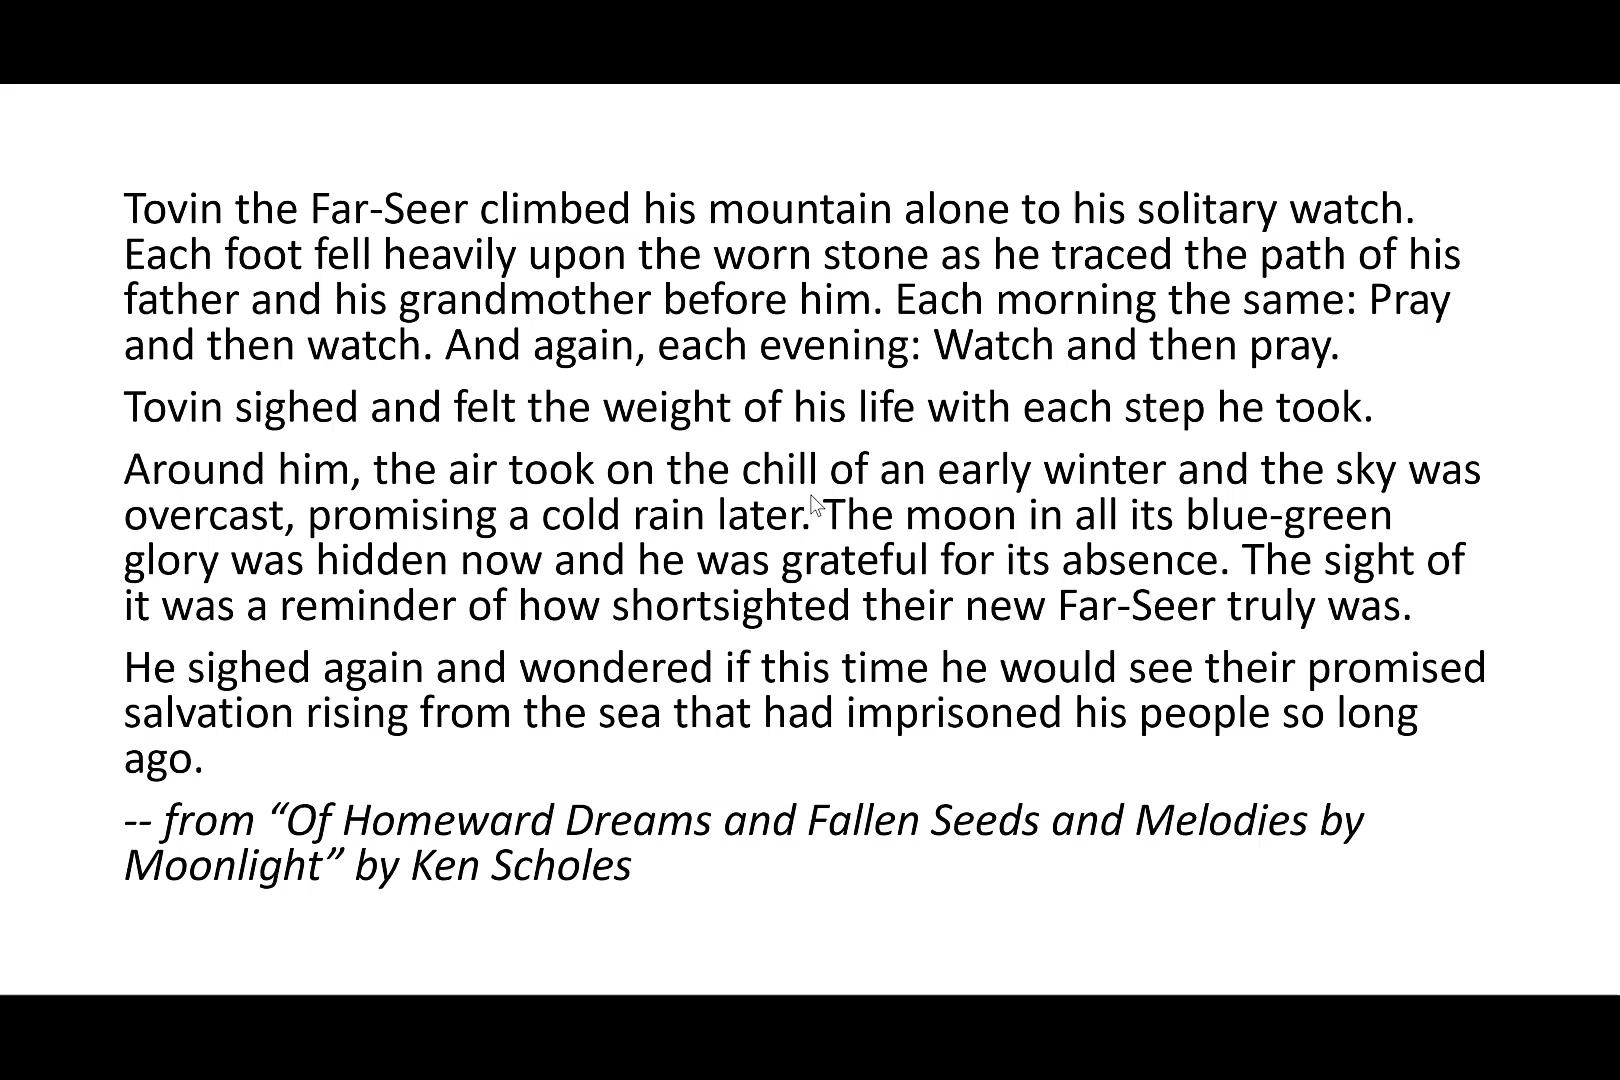 Tovin the Far-Seer climbed his mountain alone to his solitary watch.
Each foot fell heavily upon the worn stone as he traced the path of his
father and his grandmother before him. Each morning the same: Pray
and then watch. And again, each evening: Watch and then pray.
Tovin sighed and felt the weight of his life with each step he took.
Around him, the air took on the chill of an early winter and the sky was
overcast, promising a cold rain later. The moon in all its blue-green
glory was hidden now and he was grateful for its absence. The sight of
it was a reminder of how shortsighted their new Far-Seer truly was.
He sighed again and wondered if this time he would see their promised
salvation rising from the sea that had imprisoned his people so long
ago.
-- from “Of Homeward Dreams and Fallen Seeds and Melodies by
Moonlight” by Ken Scholes